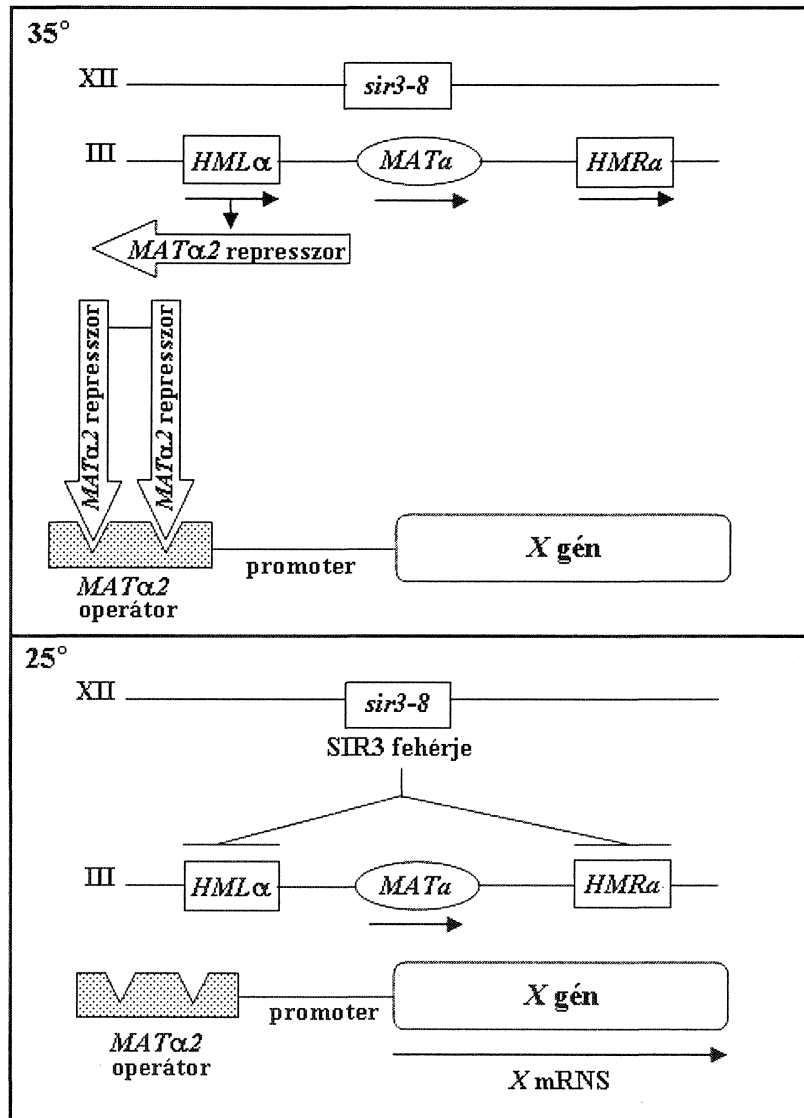 35°
XII
sir3-8
III
HMLα
MATa
HMRa
MATα2 represszor
MATα2 represszor
MATα2 represszor
X gén
promoter
MATα2
operátor
25°
XII
sir3-8
SIR3 fehérje
III
HMLα
MATa
HMRa
X gén
promoter
MATα2
operátor
X mRNS